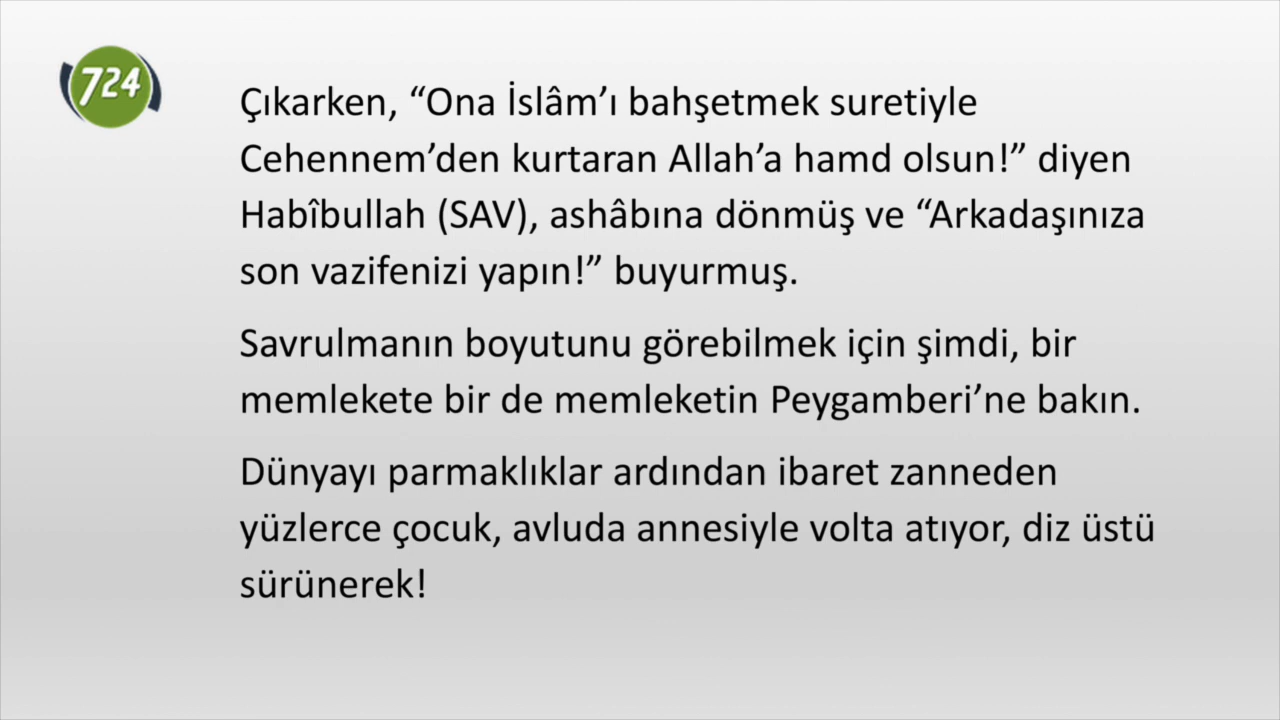 724
Çıkarken, “Ona İslâm’ı bahşetmek suretiyle
Cehennem’den kurtaran Allah’a hamd olsun!” diyen
Habîbullah (SAV), ashâbına dönmüş ve “Arkadaşınıza
son vazifenizi yapın!” buyurmuş.
Savrulmanın boyutunu görebilmek için şimdi, bir
memlekete bir de memleketin Peygamberi’ne bakın.
Dünyayı parmaklıklar ardından ibaret zanneden
yüzlerce çocuk, avluda annesiyle volta atıyor, diz üstü
sürünerek!